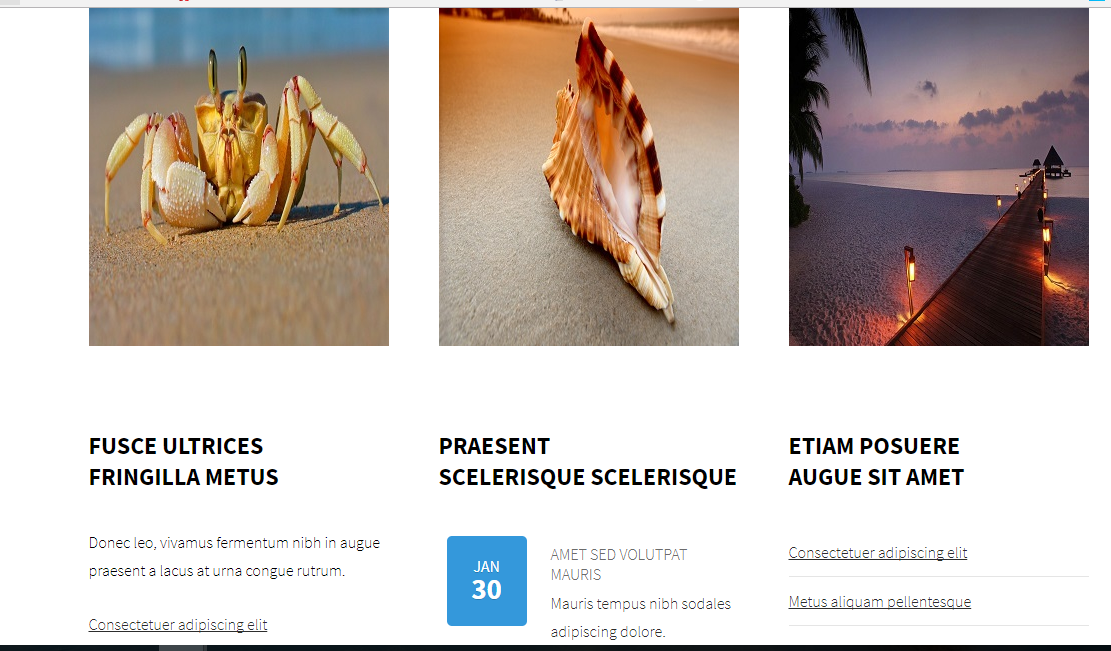 FUSCE ULTRICES
FRINGILLA METUS
Donec leo, vivamus fermentum nibh in augue
praesent a lacus at urna congue rutrum.
Consectetuer adipiscing elit
PRAESENT
SCELERISQUE SCELERISQUE
JAN
30
AMET SED VOLUTPAT
MAURIS
Mauris tempus nibh sodales
adipiscing dolore.
ETIAM POSUERE
AUGUE SIT AMET
Consectetuer adipiscing elit
Metus aliquam pellentesque